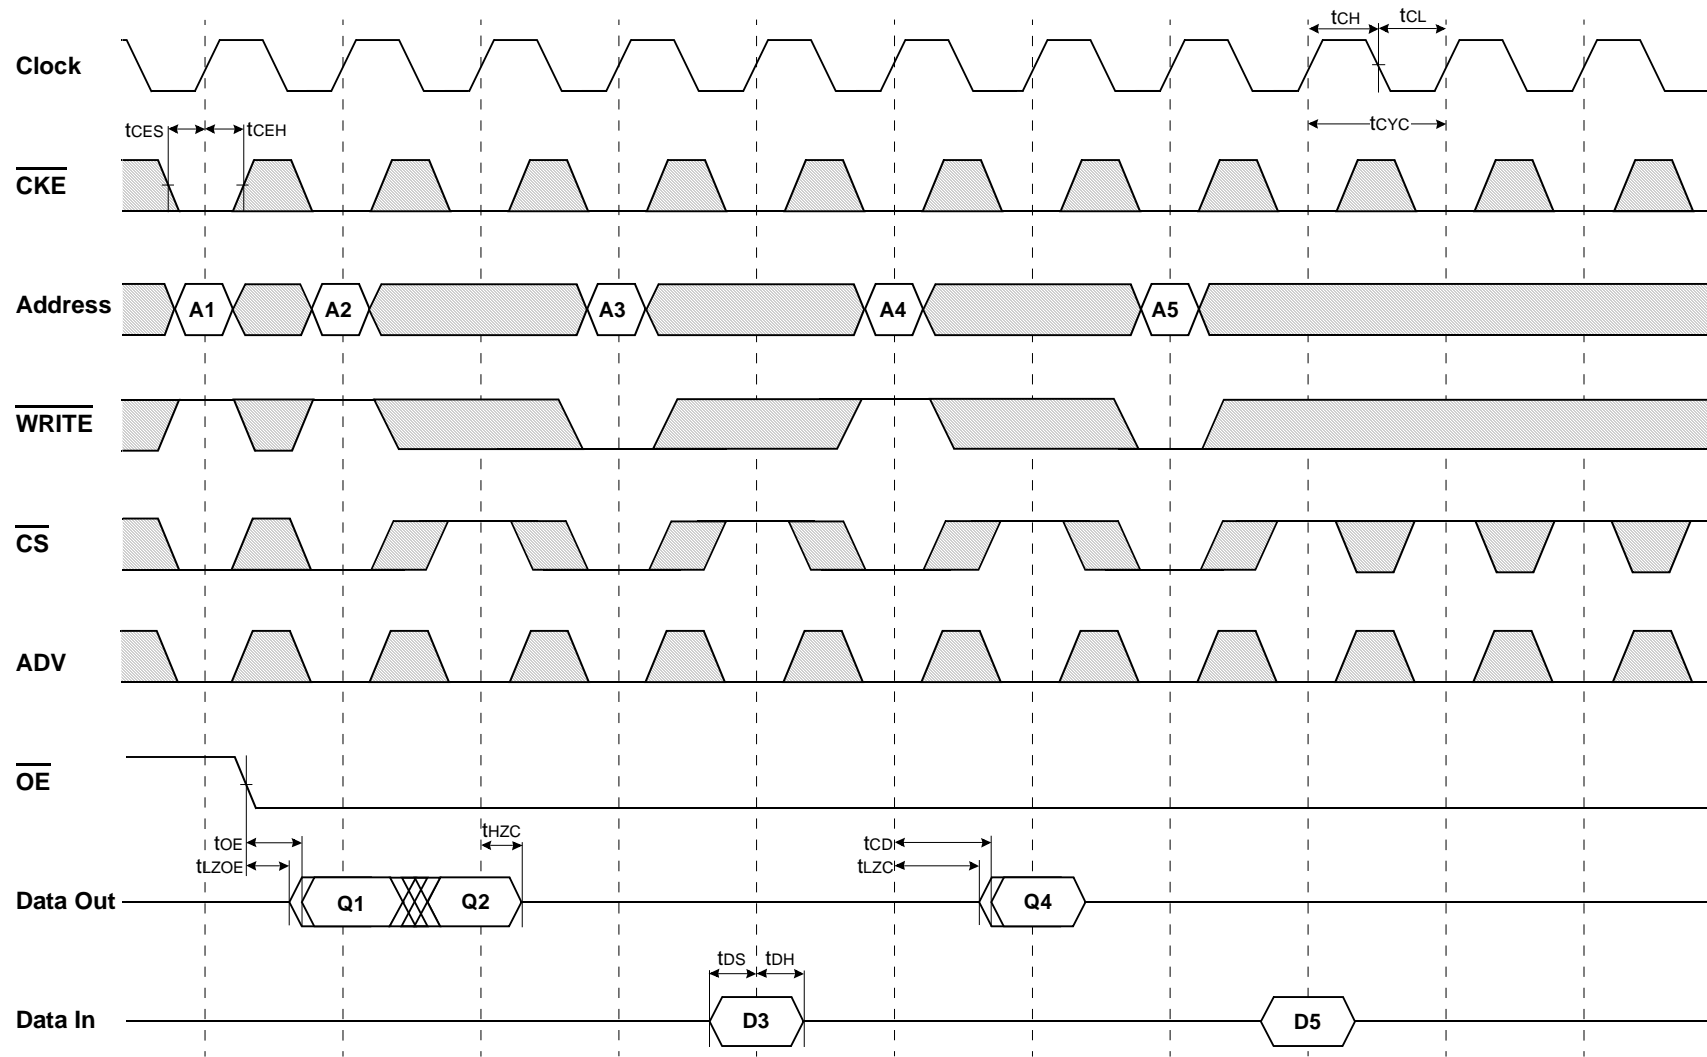 Clock
tCH tCL
tCES tCEH tCYC
CKE
Address A1 A2 A3 A4 A5
WRITE
CS
ADV
OE
tOE tHZC tCD
tLZOE tLZC
Data Out Q1 Q2 Q4
tDS tDH
Data In D3 D5